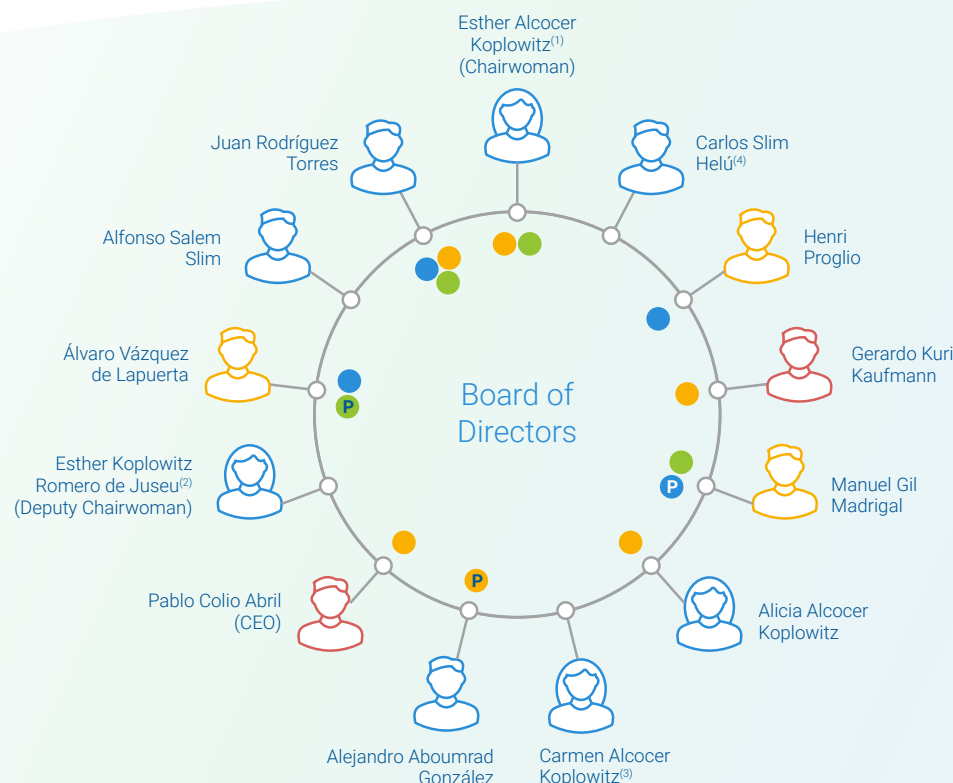 Esther Alcocer
Koplowitz(1)
(Chairwoman)
Juan Rodríguez
Torres
Carlos Slim
Helú(4)
Alfonso Salem
Slim
Henri
Proglio
Álvaro Vázquez
de Lapuerta
Gerardo Kuri
Kaufmann
Board of
Directors
P
Esther Koplowitz
Romero de Juseu(2)
(Deputy Chairwoman)
P
Manuel Gil
Madrigal
Pablo Colio Abril
(CEO)
P
Alicia Alcocer
Koplowitz
Alejandro Aboumrad
González
Carmen Alcocer
Koplowitz(3)